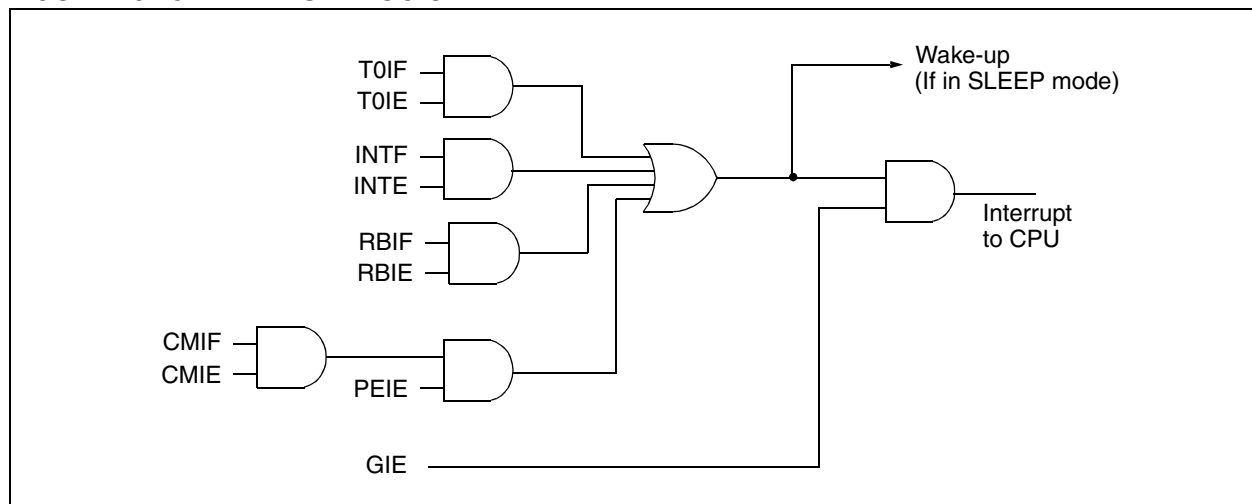 T0IF
T0IE
INTF
INTE
RBIF
RBIE
CMIF
CMIE
PEIE
GIE
Wake-up
(If in SLEEP mode)
Interrupt
to CPU